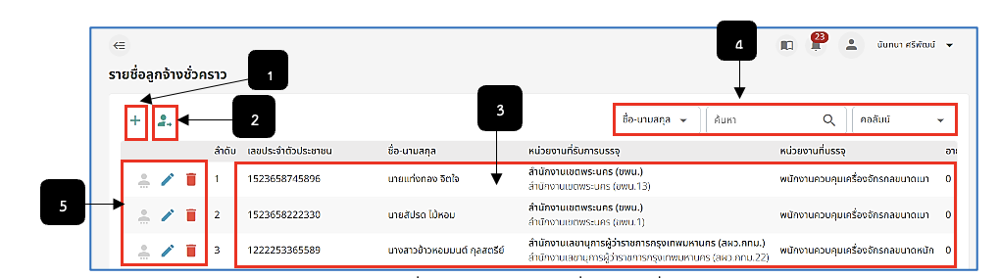 4
23
นันทนา ศรีพัฒน์
รายชื่อลูกจ้างชั่วคราว
1
2
3
ชื่อ-นามสกุล
ค้นหา
คอลัมน์
ลำดับ เลขประจำตัวประชาชน ชื่อ-นามสกุล หน่วยงานที่รับการบรรจุ หน่วยงานที่บรรจุ อายุ
5
1 1523658745896 นายแท่งทอง จิตใจ สำนักงานเขตพระนคร (ขพน.) พนักงานควบคุมเครื่องจักรกลขนาดเบา 0
สำนักงานเขตพระนคร (ขพน.13)
2 1523658222330 นายสัปรด ไม้หอม สำนักงานเขตพระนคร (ขพน.) พนักงานควบคุมเครื่องจักรกลขนาดเบา 0
สำนักงานเขตพระนคร (ขพน.1)
3 1222253365589 นางสาวข้าวหอมมนต์ กุลสตรีย์ สำนักงานเลขานุการผู้ว่าราชการกรุงเทพมหานคร (สผว.กทม.) พนักงานควบคุมเครื่องจักรกลขนาดหนัก 0
สำนักงานเลขานุการผู้ว่าราชการกรุงเทพมหานคร (สผว.กทม.22)